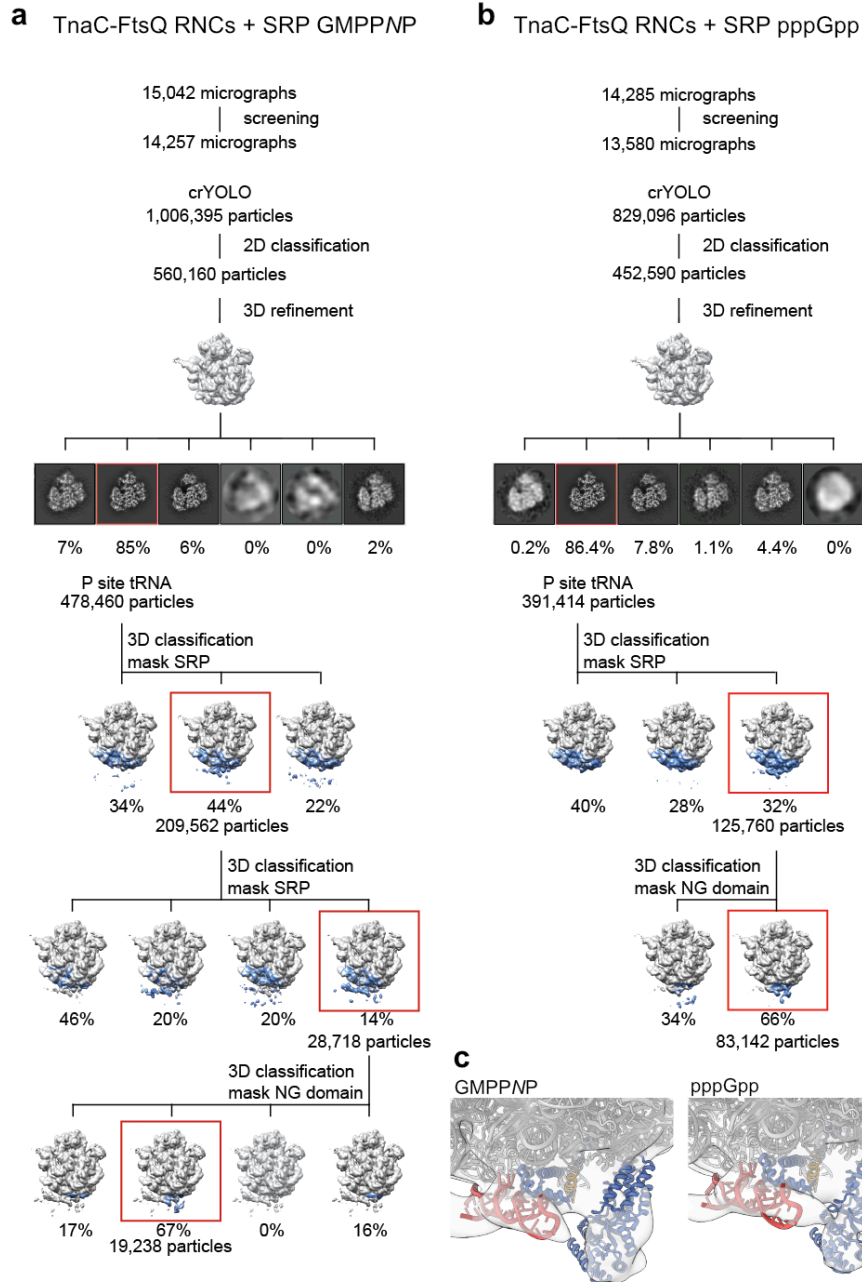 a
TnaC-FtsQ RNCs + SRP GMPPNP
15,042 micrographs
screening
14,257 micrographs
crYOLO
1,006,395 particles
2D classification
560,160 particles
3D refinement
7%
85%
6%
0%
0%
2%
P site tRNA
478,460 particles
3D classification
mask SRP
34%
44%
22%
209,562 particles
3D classification
mask SRP
46%
20%
20%
14%
28,718 particles
3D classification
mask NG domain
17%
67%
0%
16%
19,238 particles
b
TnaC-FtsQ RNCs + SRP pppGpp
14,285 micrographs
screening
13,580 micrographs
crYOLO
829,096 particles
2D classification
452,590 particles
3D refinement
0.2%
86.4%
7.8%
1.1%
4.4%
0%
P site tRNA
391,414 particles
3D classification
mask SRP
40%
28%
32%
125,760 particles
3D classification
mask NG domain
34%
66%
83,142 particles
c
GMPPNP
pppGpp